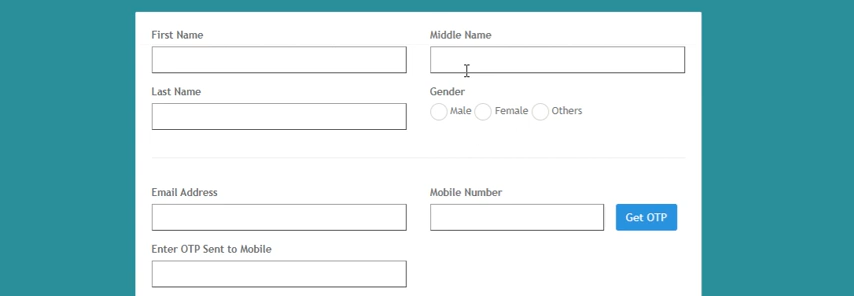 First Name
Middle Name
Last Name
Gender
Male Female Others
Email Address
Mobile Number
Get OTP
Enter OTP Sent to Mobile